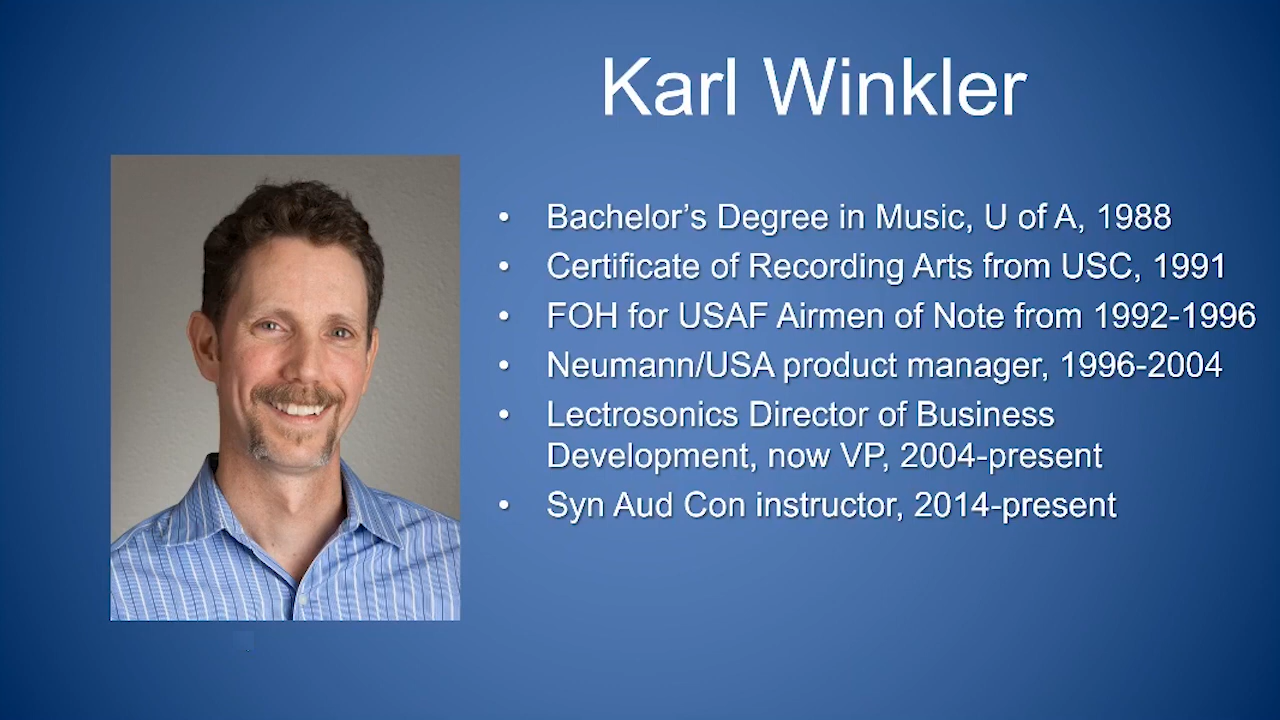 Karl Winkler
• Bachelor’s Degree in Music, U of A, 1988
• Certificate of Recording Arts from USC, 1991
• FOH for USAF Airmen of Note from 1992-1996
• Neumann/USA product manager, 1996-2004
• Lectrosonics Director of Business
Development, now VP, 2004-present
• Syn Aud Con instructor, 2014-present